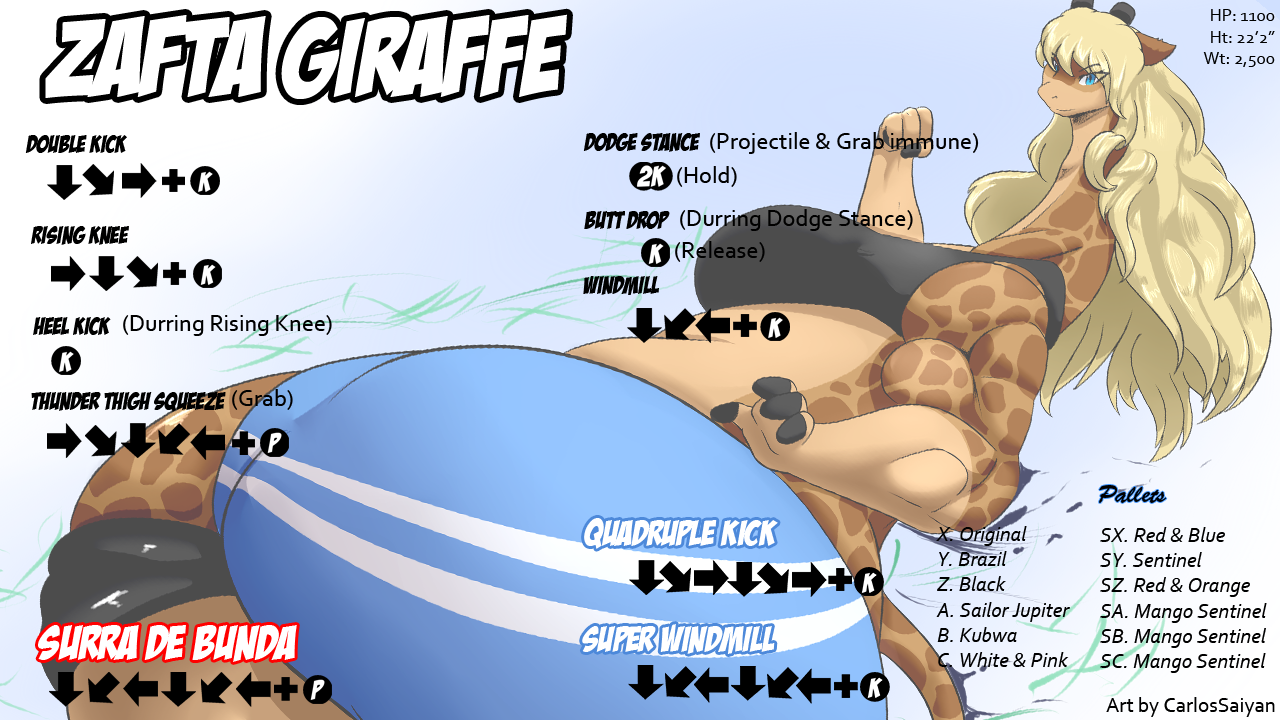 ZAFTA GIRAFFE
HP: 1100
Ht: 22'2"
Wt: 2,500
DOUBLE KICK
⬇⬊➡+K
RISING KNEE
➡⬇⬊+K
HEEL KICK (Durring Rising Knee)
K
THUNDER THIGH SQUEEZE (Grab)
➡⬊⬇⬋⬅+P
SURRA DE BUNDA
⬇⬋⬅⬇⬋⬅+P
DODGE STANCE (Projectile & Grab immune)
2K (Hold)
BUTT DROP (Durring Dodge Stance)
K (Release)
WINDMILL
⬇⬋⬅+K
QUADRUPLE KICK
⬇⬊➡⬇⬊➡+K
SUPER WINDMILL
⬇⬋⬅⬇⬋⬅+K
Pallets
X. Original
Y. Brazil
Z. Black
A. Sailor Jupiter
B. Kubwa
C. White & Pink
SX. Red & Blue
SY. Sentinel
SZ. Red & Orange
SA. Mango Sentinel
SB. Mango Sentinel
SC. Mango Sentinel
Art by CarlosSaiyan